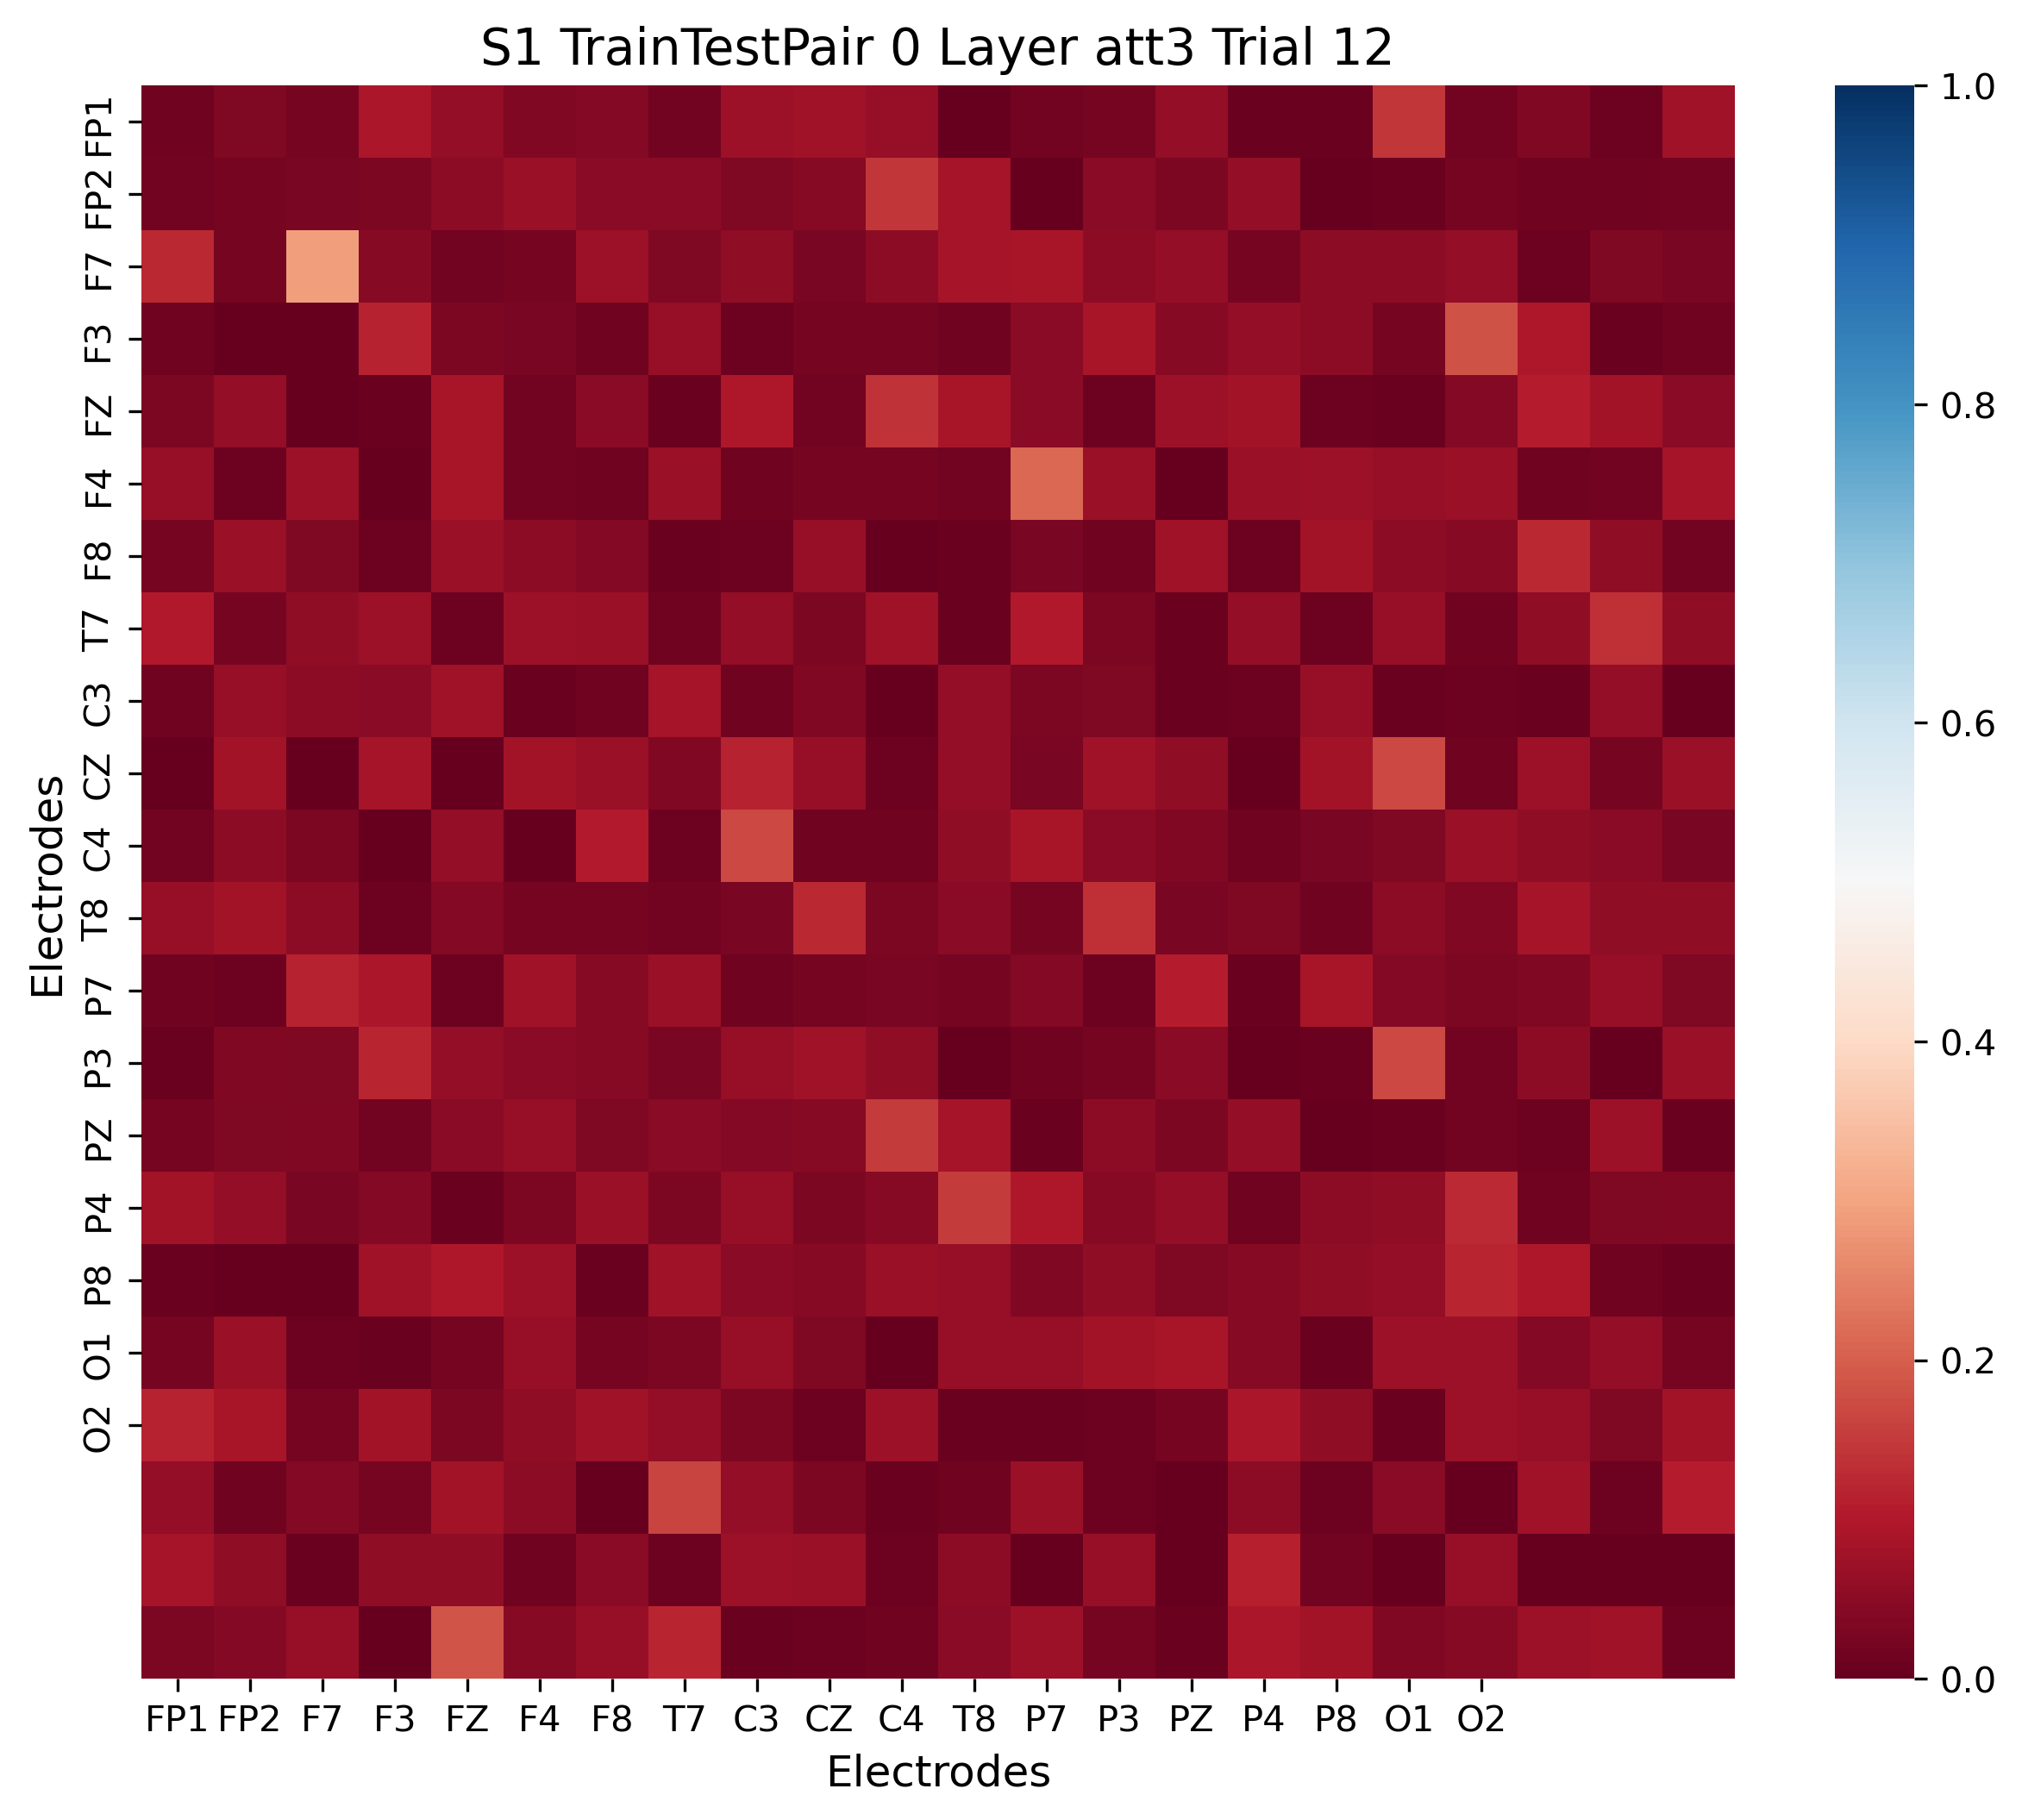 S1 TrainTestPair 0 Layer att3 Trial 12
Electrodes
FP1
FP2
F7
F3
FZ
F4
F8
T7
C3
CZ
C4
T8
P7
P3
PZ
P4
P8
O1
O2
FP1 FP2 F7 F3 FZ F4 F8 T7 C3 CZ C4 T8 P7 P3 PZ P4 P8 O1 O2
Electrodes
1.0
0.8
0.6
0.4
0.2
0.0